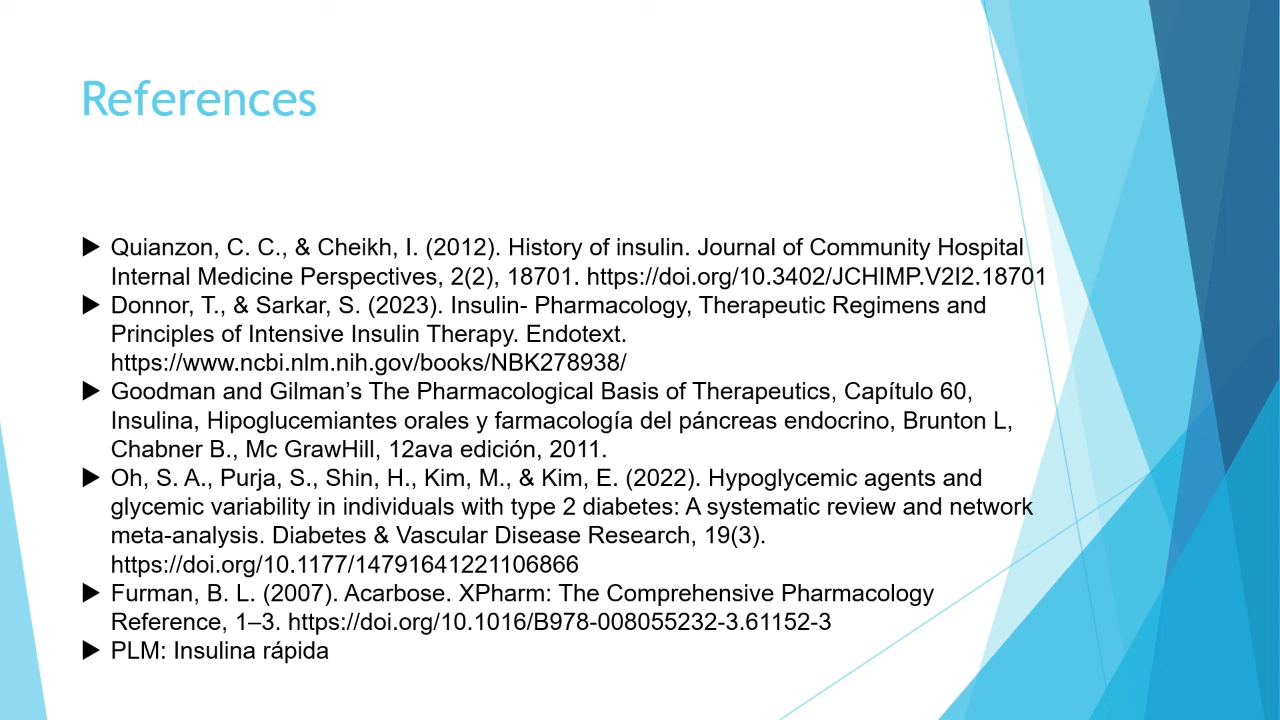 References
Quianzon, C. C., & Cheikh, I. (2012). History of insulin. Journal of Community Hospital
Internal Medicine Perspectives, 2(2), 18701. https://doi.org/10.3402/JCHIMP.V2I2.18701
Donnor, T., & Sarkar, S. (2023). Insulin- Pharmacology, Therapeutic Regimens and
Principles of Intensive Insulin Therapy. Endotext.
https://www.ncbi.nlm.nih.gov/books/NBK278938/
Goodman and Gilman’s The Pharmacological Basis of Therapeutics, Capítulo 60,
Insulina, Hipoglucemiantes orales y farmacología del páncreas endocrino, Brunton L,
Chabner B., Mc GrawHill, 12ava edición, 2011.
Oh, S. A., Purja, S., Shin, H., Kim, M., & Kim, E. (2022). Hypoglycemic agents and
glycemic variability in individuals with type 2 diabetes: A systematic review and network
meta-analysis. Diabetes & Vascular Disease Research, 19(3).
https://doi.org/10.1177/14791641221106866
Furman, B. L. (2007). Acarbose. XPharm: The Comprehensive Pharmacology
Reference, 1–3. https://doi.org/10.1016/B978-008055232-3.61152-3
PLM: Insulina rápida